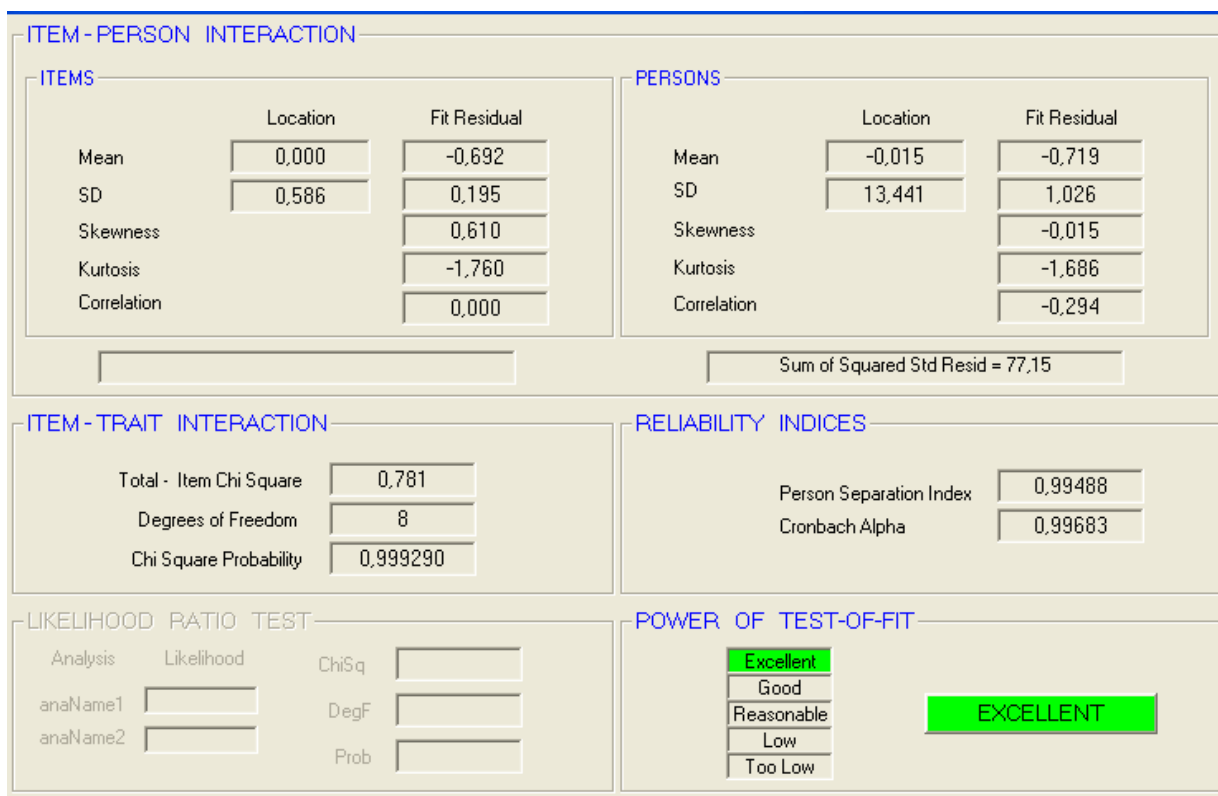 ITEM-PERSON INTERACTION
ITEMS
Location Fit Residual
Mean 0,000 -0,692
SD 0,586 0,195
Skewness 0,610
Kurtosis -1,760
Correlation 0,000
PERSONS
Location Fit Residual
Mean -0,015 -0,719
SD 13,441 1,026
Skewness -0,015
Kurtosis -1,686
Correlation -0,294
Sum of Squared Std Resid = 77,15
ITEM-TRAIT INTERACTION
Total - Item Chi Square 0,781
Degrees of Freedom 8
Chi Square Probability 0,999290
RELIABILITY INDICES
Person Separation Index 0,99488
Cronbach Alpha 0,99683
LIKELIHOOD RATIO TEST
Analysis Likelihood
anaName1
anaName2
ChiSq
DegF
Prob
POWER OF TEST-OF-FIT
Excellent
Good
Reasonable
Low
Too Low
EXCELLENT